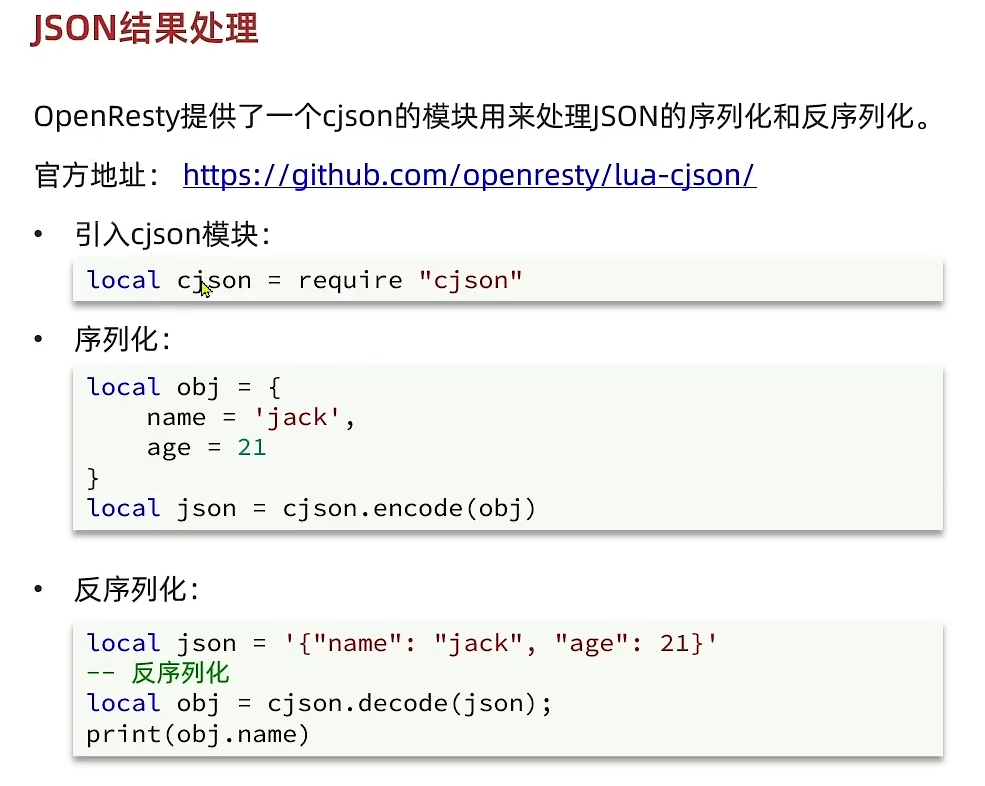 JSON结果处理
OpenResty提供了一个cjson的模块用来处理JSON的序列化和反序列化。
官方地址： https://github.com/openresty/lua-cjson/
• 引入cjson模块：
local cjson = require "cjson"
• 序列化：
local obj = {
    name = 'jack',
    age = 21
}
local json = cjson.encode(obj)
• 反序列化：
local json = '{"name": "jack", "age": 21}'
-- 反序列化
local obj = cjson.decode(json);
print(obj.name)